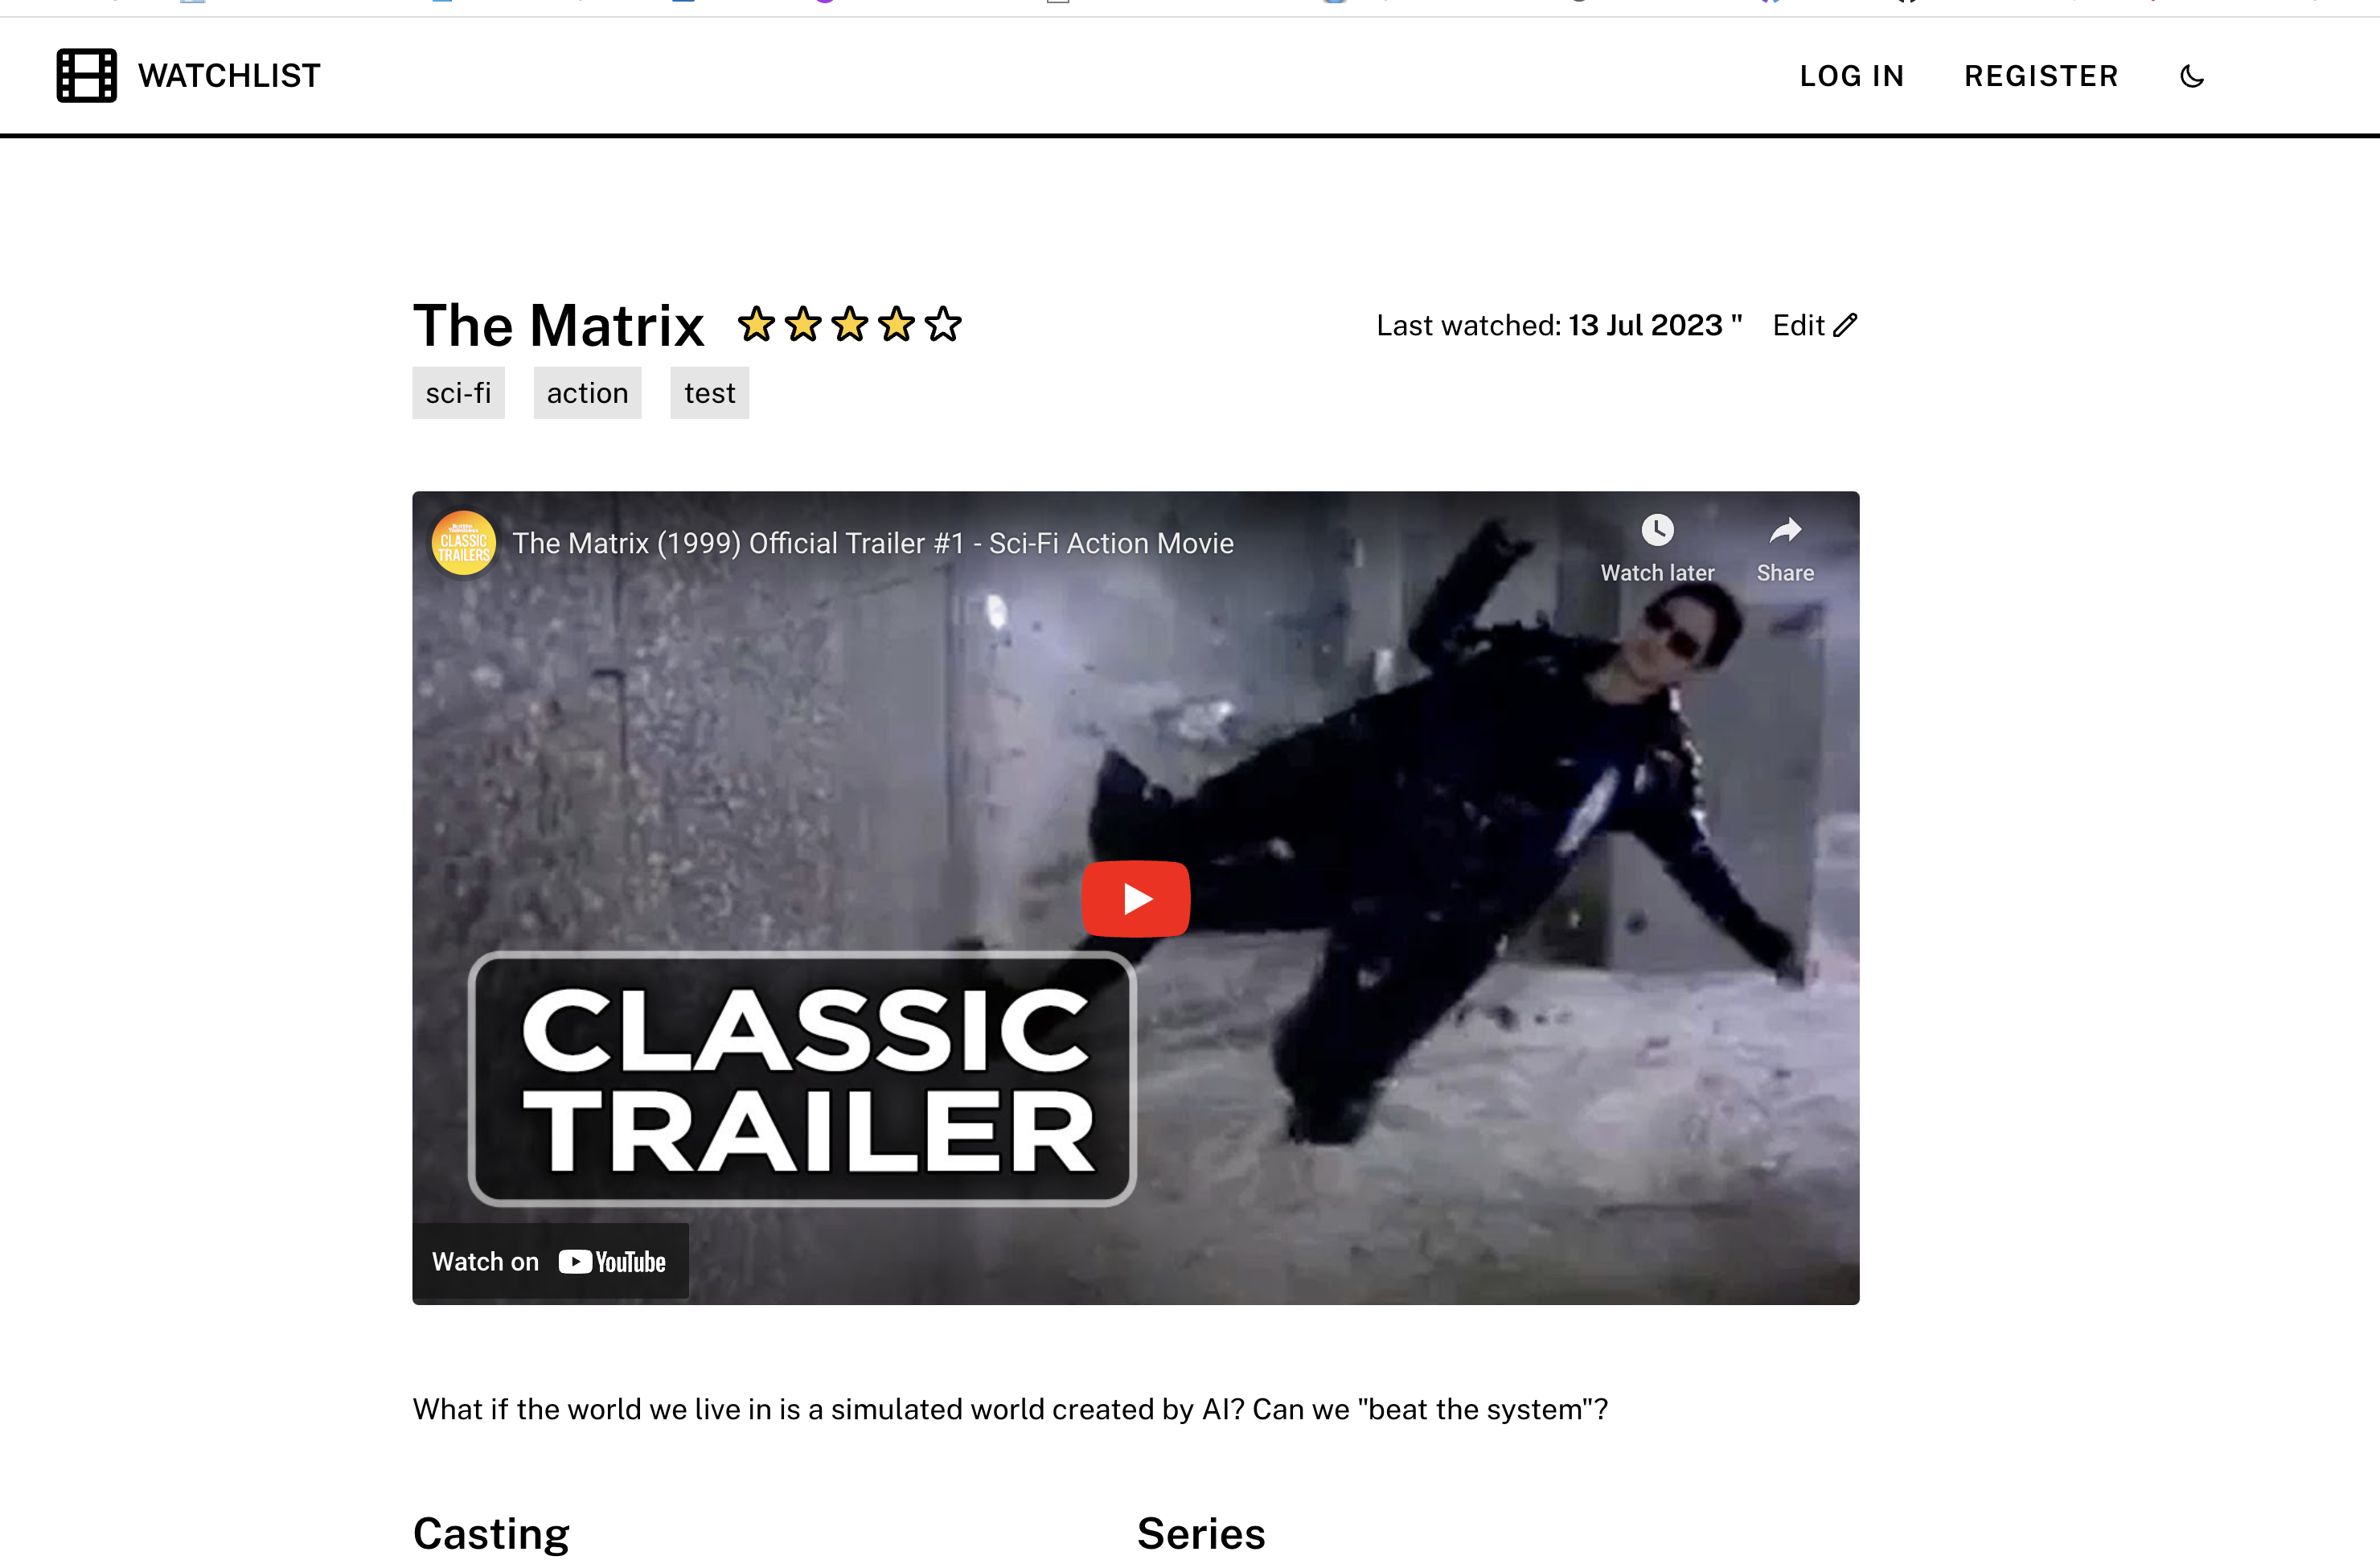 WATCHLIST
LOG IN REGISTER
The Matrix
Last watched: 13 Jul 2023 " Edit
sci-fi action test
CLASSIC
TRAILERS
The Matrix (1999) Official Trailer #1 - Sci-Fi Action Movie
Watch later Share
CLASSIC
TRAILER
Watch on YouTube
What if the world we live in is a simulated world created by AI? Can we "beat the system"?
Casting Series